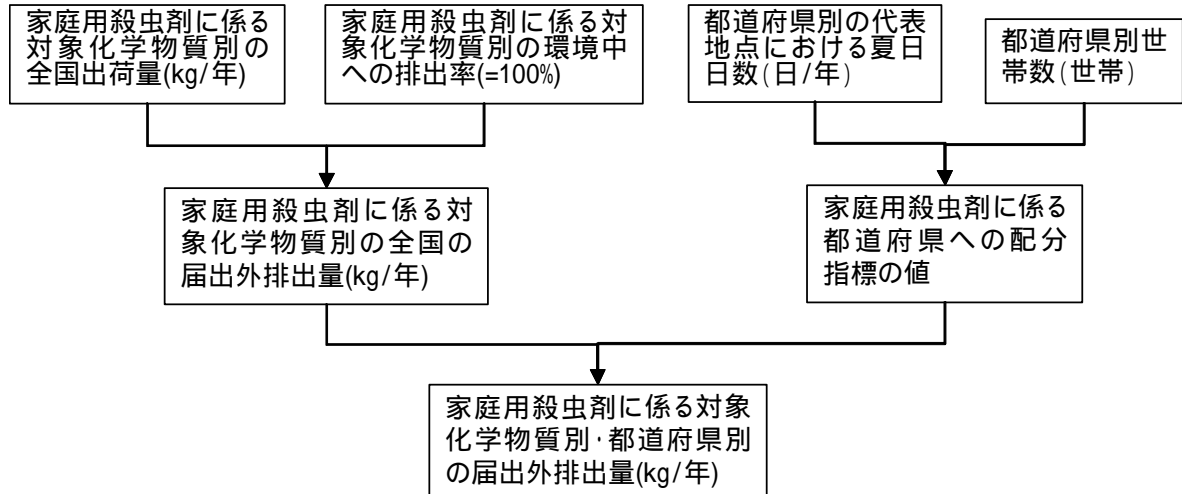 家庭用殺虫剤に係る
対象化学物質別の
全国出荷量(kg/年)
家庭用殺虫剤に係る対
象化学物質別の環境中
への排出率(=100%)
都道府県別の代表
地点における夏日
日数(日/年)
都道府県別世
帯数(世帯)
家庭用殺虫剤に係る対
象化学物質別の全国の
届出外排出量(kg/年)
家庭用殺虫剤に係る
都道府県への配分
指標の値
家庭用殺虫剤に係る対象
化学物質別・都道府県別
の届出外排出量(kg/年)